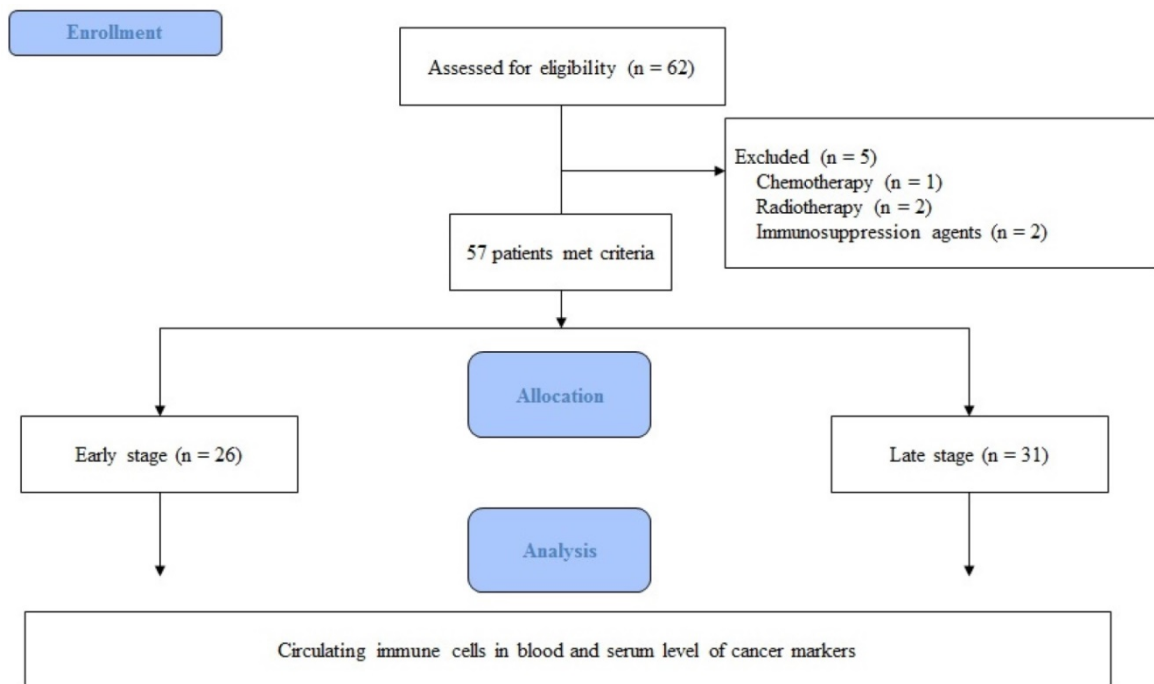 Enrollment
Assessed for eligibility (n = 62)
Excluded (n = 5)
Chemotherapy (n = 1)
Radiotherapy (n = 2)
Immunosuppression agents (n = 2)
57 patients met criteria
Allocation
Early stage (n = 26)
Late stage (n = 31)
Analysis
Circulating immune cells in blood and serum level of cancer markers